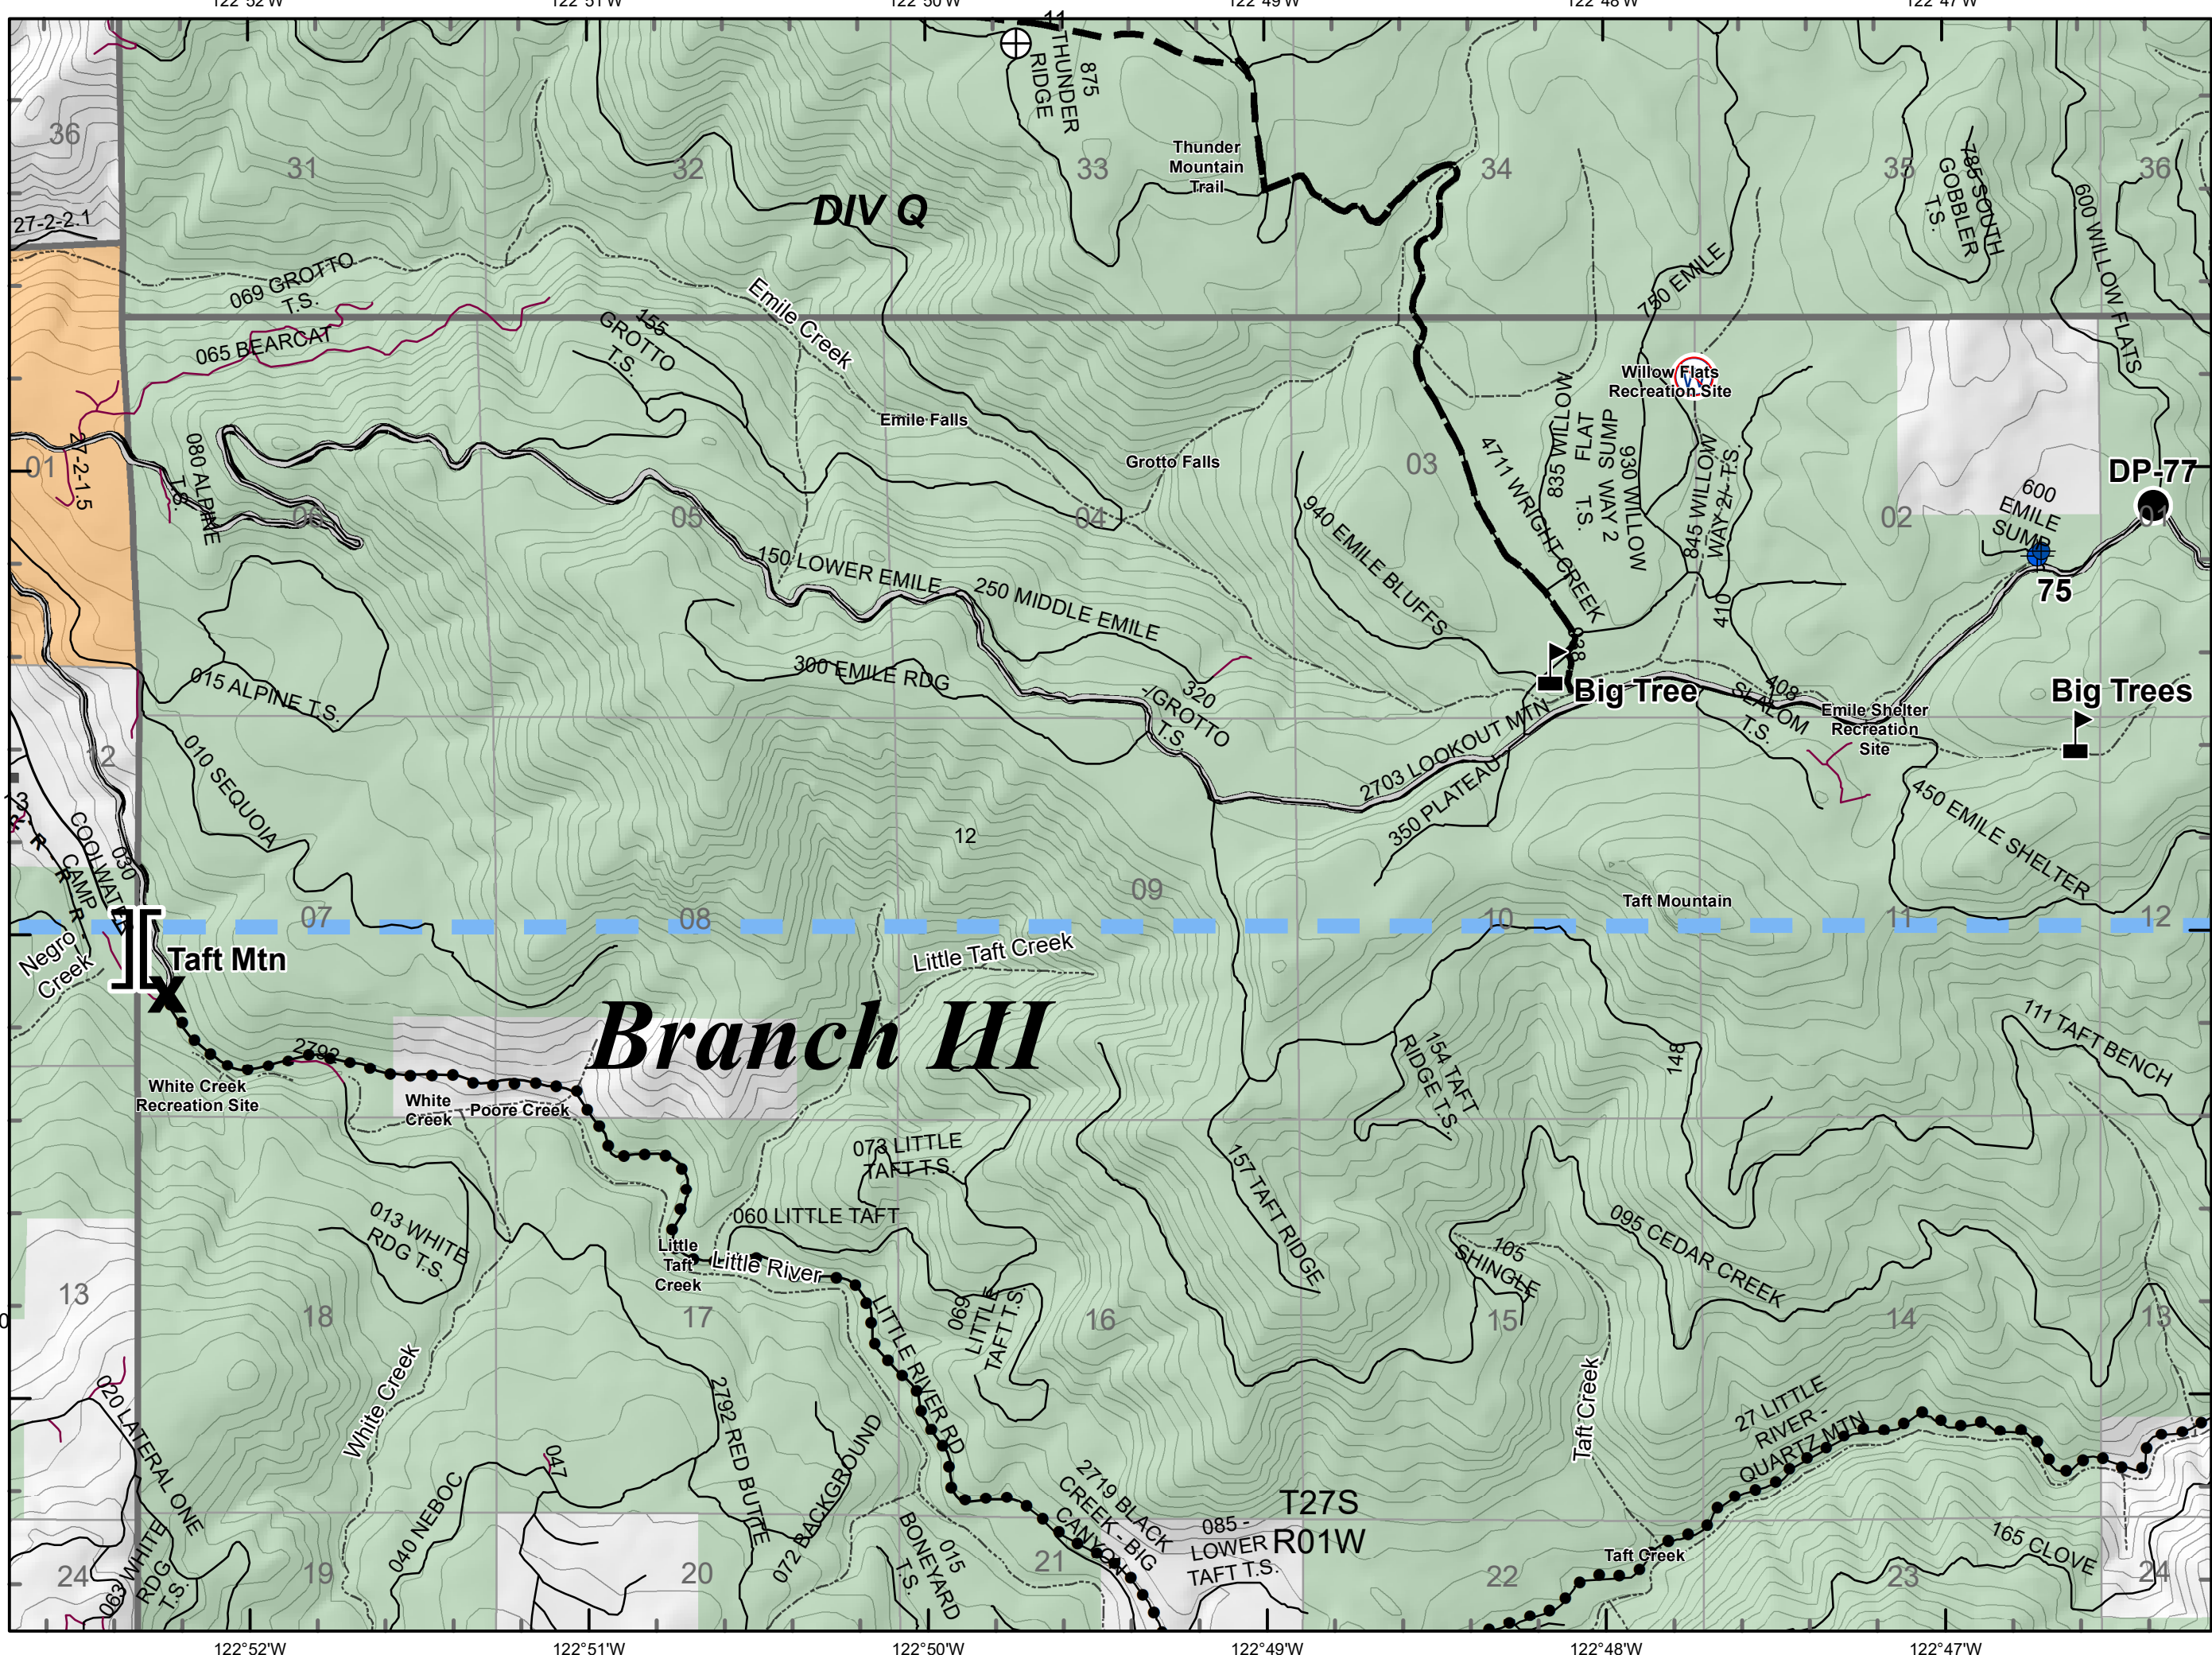 122°52'W
122°51'W
122°50'W
122°49'W
122°48'W
122°47'W
11
875
THUNDER
RIDGE
Thunder
Mountain
Trail
36
31
32
33
34
35
36
785 SOUTH
GOBBLER
T.S.
600 WILLOW FLATS
DIV Q
27-2-2.1
069 GROTTO
T.S.
065 BEARCAT
155
GROTTO
T.S.
Emile Creek
750 EMILE
Willow Flats
Recreation Site
W
Emile Falls
Grotto Falls
01
27-2-1.5
080 ALPINE
T.S.
06
05
04
03
02
01
4711 WRIGHT CREEK
835 WILLOW
FLAT
T.S.
SUMP
WAY 2
930 WILLOW
845 WILLOW
WAY 2/- T.S.
DP-77
600
EMILE
SUMP
75
940 EMILE BLUFFS
150 LOWER EMILE
250 MIDDLE EMILE
300 EMILE RDG
320
-/GROTTO
T.S.
410
Big Tree
408
SLALOM
T.S.
Emile Shelter
Recreation
Site
Big Trees
015 ALPINE T.S.
010 SEQUOIA
12
2703 LOOKOUT MTN
350 PLATEAU
450 EMILE SHELTER
13
R
R
R
R
COOLWATER
CAMP
030
12
07
08
09
10
11
12
Taft Mountain
Negro
Creek
Taft Mtn
X
Little Taft Creek
Branch III
154 TAFT
RIDGE T.S.
148
111 TAFT BENCH
2792
White Creek
Recreation Site
White
Creek
Poore Creek
073 LITTLE
TAFT T.S.
060 LITTLE TAFT
157 TAFT RIDGE
013 WHITE
RDG T.S.
Little
Taft
Creek
Little River
069
LITTLE
TAFT T.S.
105
SHINGLE
095 CEDAR CREEK
13
18
17
16
15
14
13
LITTLE RIVER RD
White Creek
Taft Creek
020 LATERAL ONE
2792 RED BUTTE
072 BACKGROUND
27 LITTLE
RIVER -
QUARTZ MTN
047
040 NEBOC
2719 BLACK
CREEK - BIG
CANYON
T27S
R01W
085 -
LOWER
TAFT T.S.
015
BONEYARD
T.S.
063 WHITE
RDG
T.S.
Taft Creek
165 CLOVE
24
19
20
21
22
23
24
122°52'W
122°51'W
122°50'W
122°49'W
122°48'W
122°47'W